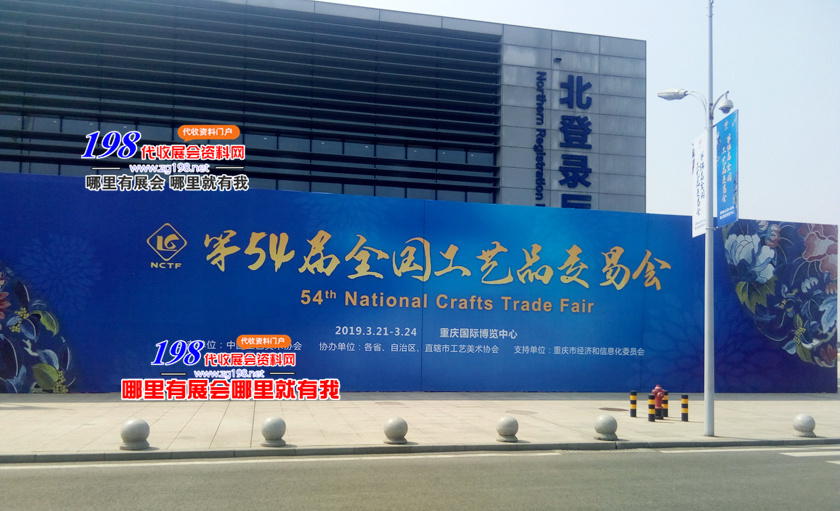 北登录厅
Northern Registration
代收资料门户
198代收展会资料网
www.zg198.net
哪里有展会 哪里就有我
NCTF
第54届全国工艺品交易会
54th National Crafts Trade Fair
2019.3.21-3.24 重庆国际博览中心
单位：中 协会 协办单位：各省、自治区、直辖市工艺美术协会 支持单位：重庆市经济和信息化委员会
代收资料门户
198代收展会资料网
www.zg198.net
哪里有展会哪里就有我